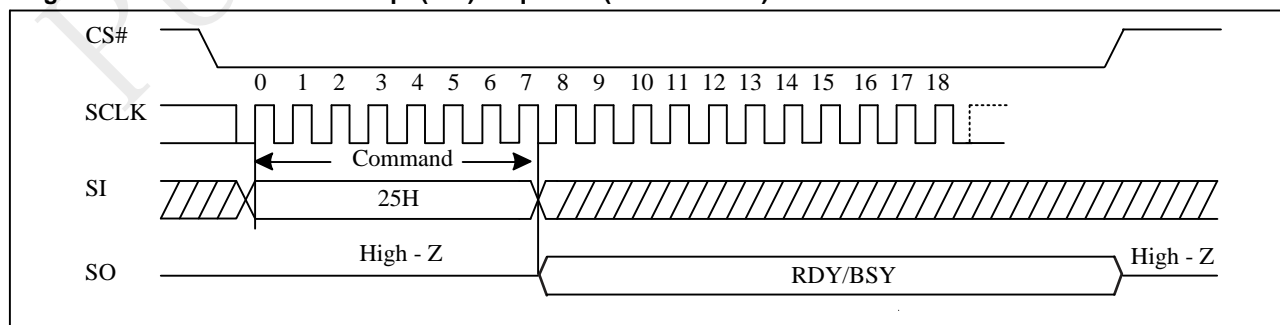 CS#
0 1 2 3 4 5 6 7 8 9 10 11 12 13 14 15 16 17 18
SCLK
Command
SI
25H
High - Z
High - Z
SO
RDY/BSY